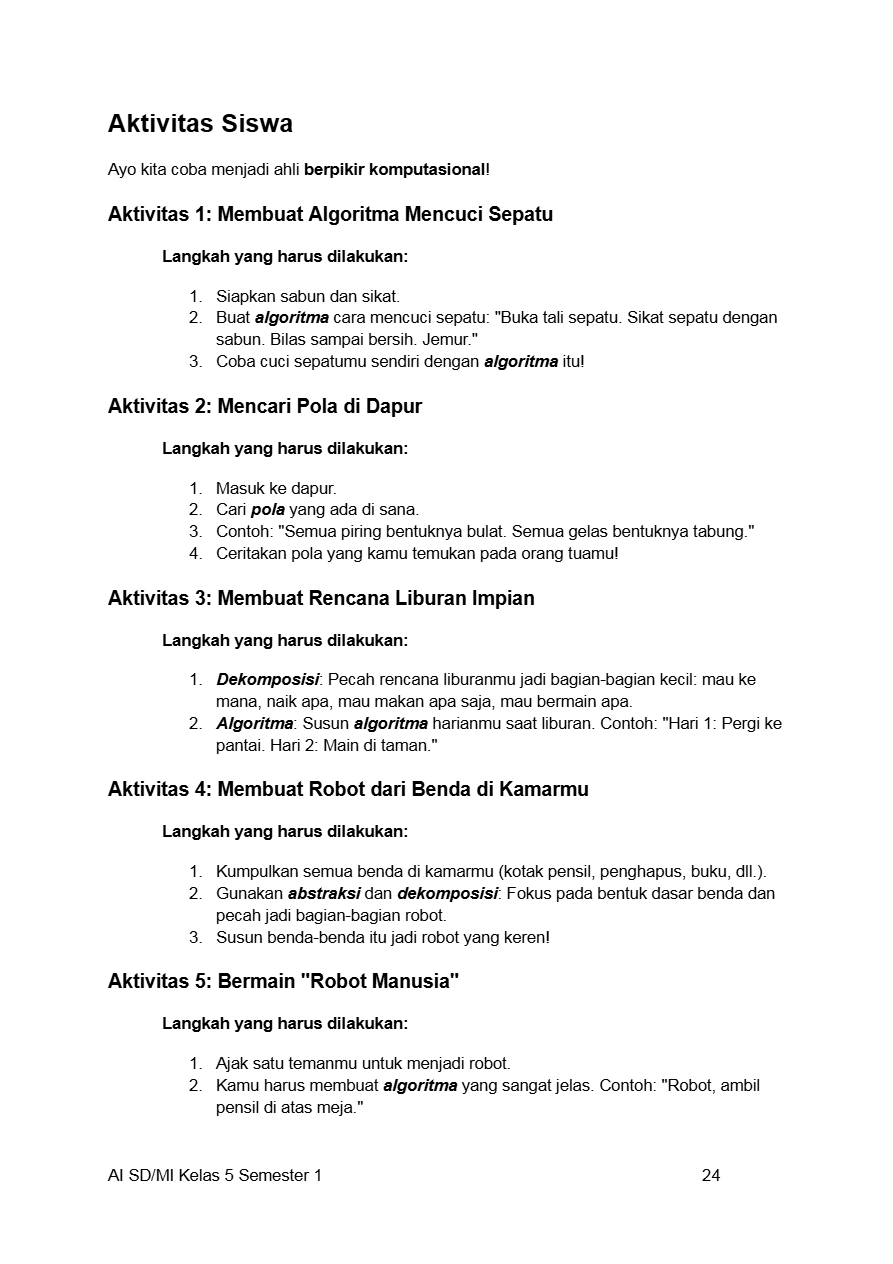 Aktivitas Siswa
Ayo kita coba menjadi ahli berpikir komputasional!
Aktivitas 1: Membuat Algoritma Mencuci Sepatu
Langkah yang harus dilakukan:
1. Siapkan sabun dan sikat.
2. Buat algoritma cara mencuci sepatu: "Buka tali sepatu. Sikat sepatu dengan
sabun. Bilas sampai bersih. Jemur."
3. Coba cuci sepatumu sendiri dengan algoritma itu!
Aktivitas 2: Mencari Pola di Dapur
Langkah yang harus dilakukan:
1. Masuk ke dapur.
2. Cari pola yang ada di sana.
3. Contoh: "Semua piring bentuknya bulat. Semua gelas bentuknya tabung."
4. Ceritakan pola yang kamu temukan pada orang tuamu!
Aktivitas 3: Membuat Rencana Liburan Impian
Langkah yang harus dilakukan:
1. Dekomposisi: Pecah rencana liburanmu jadi bagian-bagian kecil: mau ke
mana, naik apa, mau makan apa saja, mau bermain apa.
2. Algoritma: Susun algoritma harianmu saat liburan. Contoh: "Hari 1: Pergi ke
pantai. Hari 2: Main di taman."
Aktivitas 4: Membuat Robot dari Benda di Kamarmu
Langkah yang harus dilakukan:
1. Kumpulkan semua benda di kamarmu (kotak pensil, penghapus, buku, dll.).
2. Gunakan abstraksi dan dekomposisi: Fokus pada bentuk dasar benda dan
pecah jadi bagian-bagian robot.
3. Susun benda-benda itu jadi robot yang keren!
Aktivitas 5: Bermain "Robot Manusia"
Langkah yang harus dilakukan:
1. Ajak satu temanmu untuk menjadi robot.
2. Kamu harus membuat algoritma yang sangat jelas. Contoh: "Robot, ambil
pensil di atas meja."
AI SD/MI Kelas 5 Semester 1 24